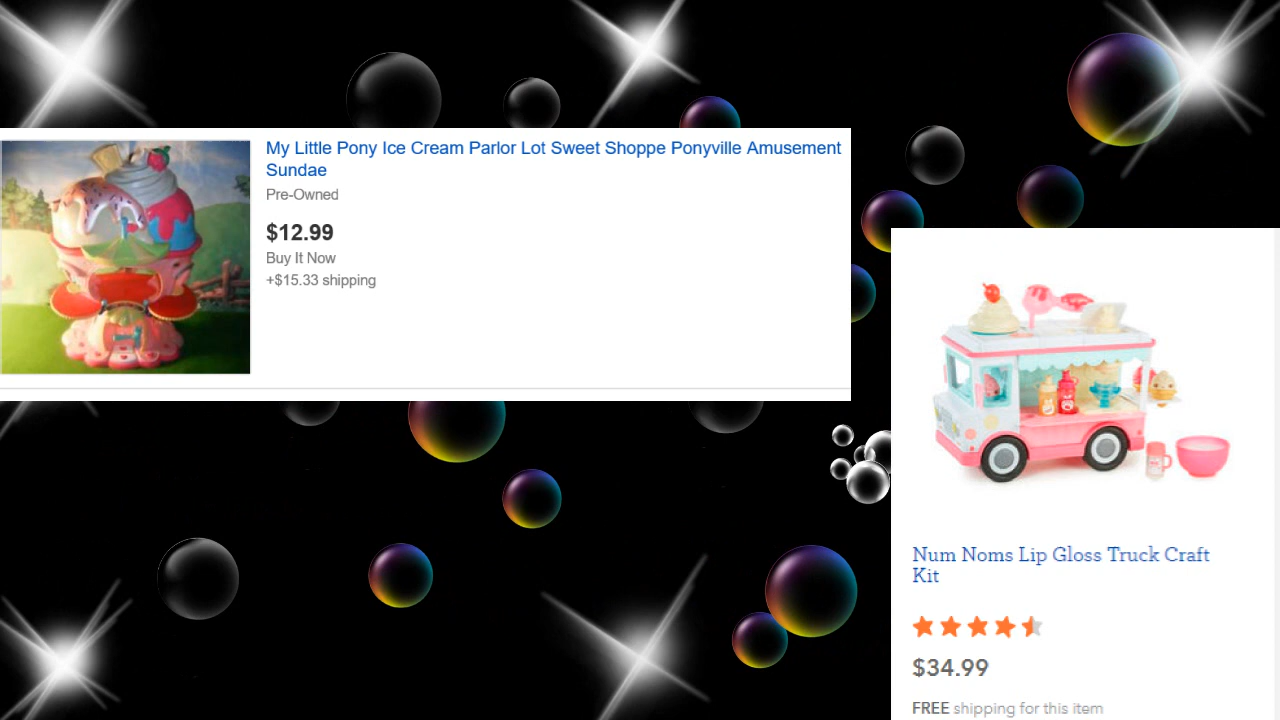 My Little Pony Ice Cream Parlor Lot Sweet Shoppe Ponyville Amusement
Sundae
Pre-Owned
$12.99
Buy It Now
+$15.33 shipping
Num Noms Lip Gloss Truck Craft
Kit
$34.99
FREE shipping for this item